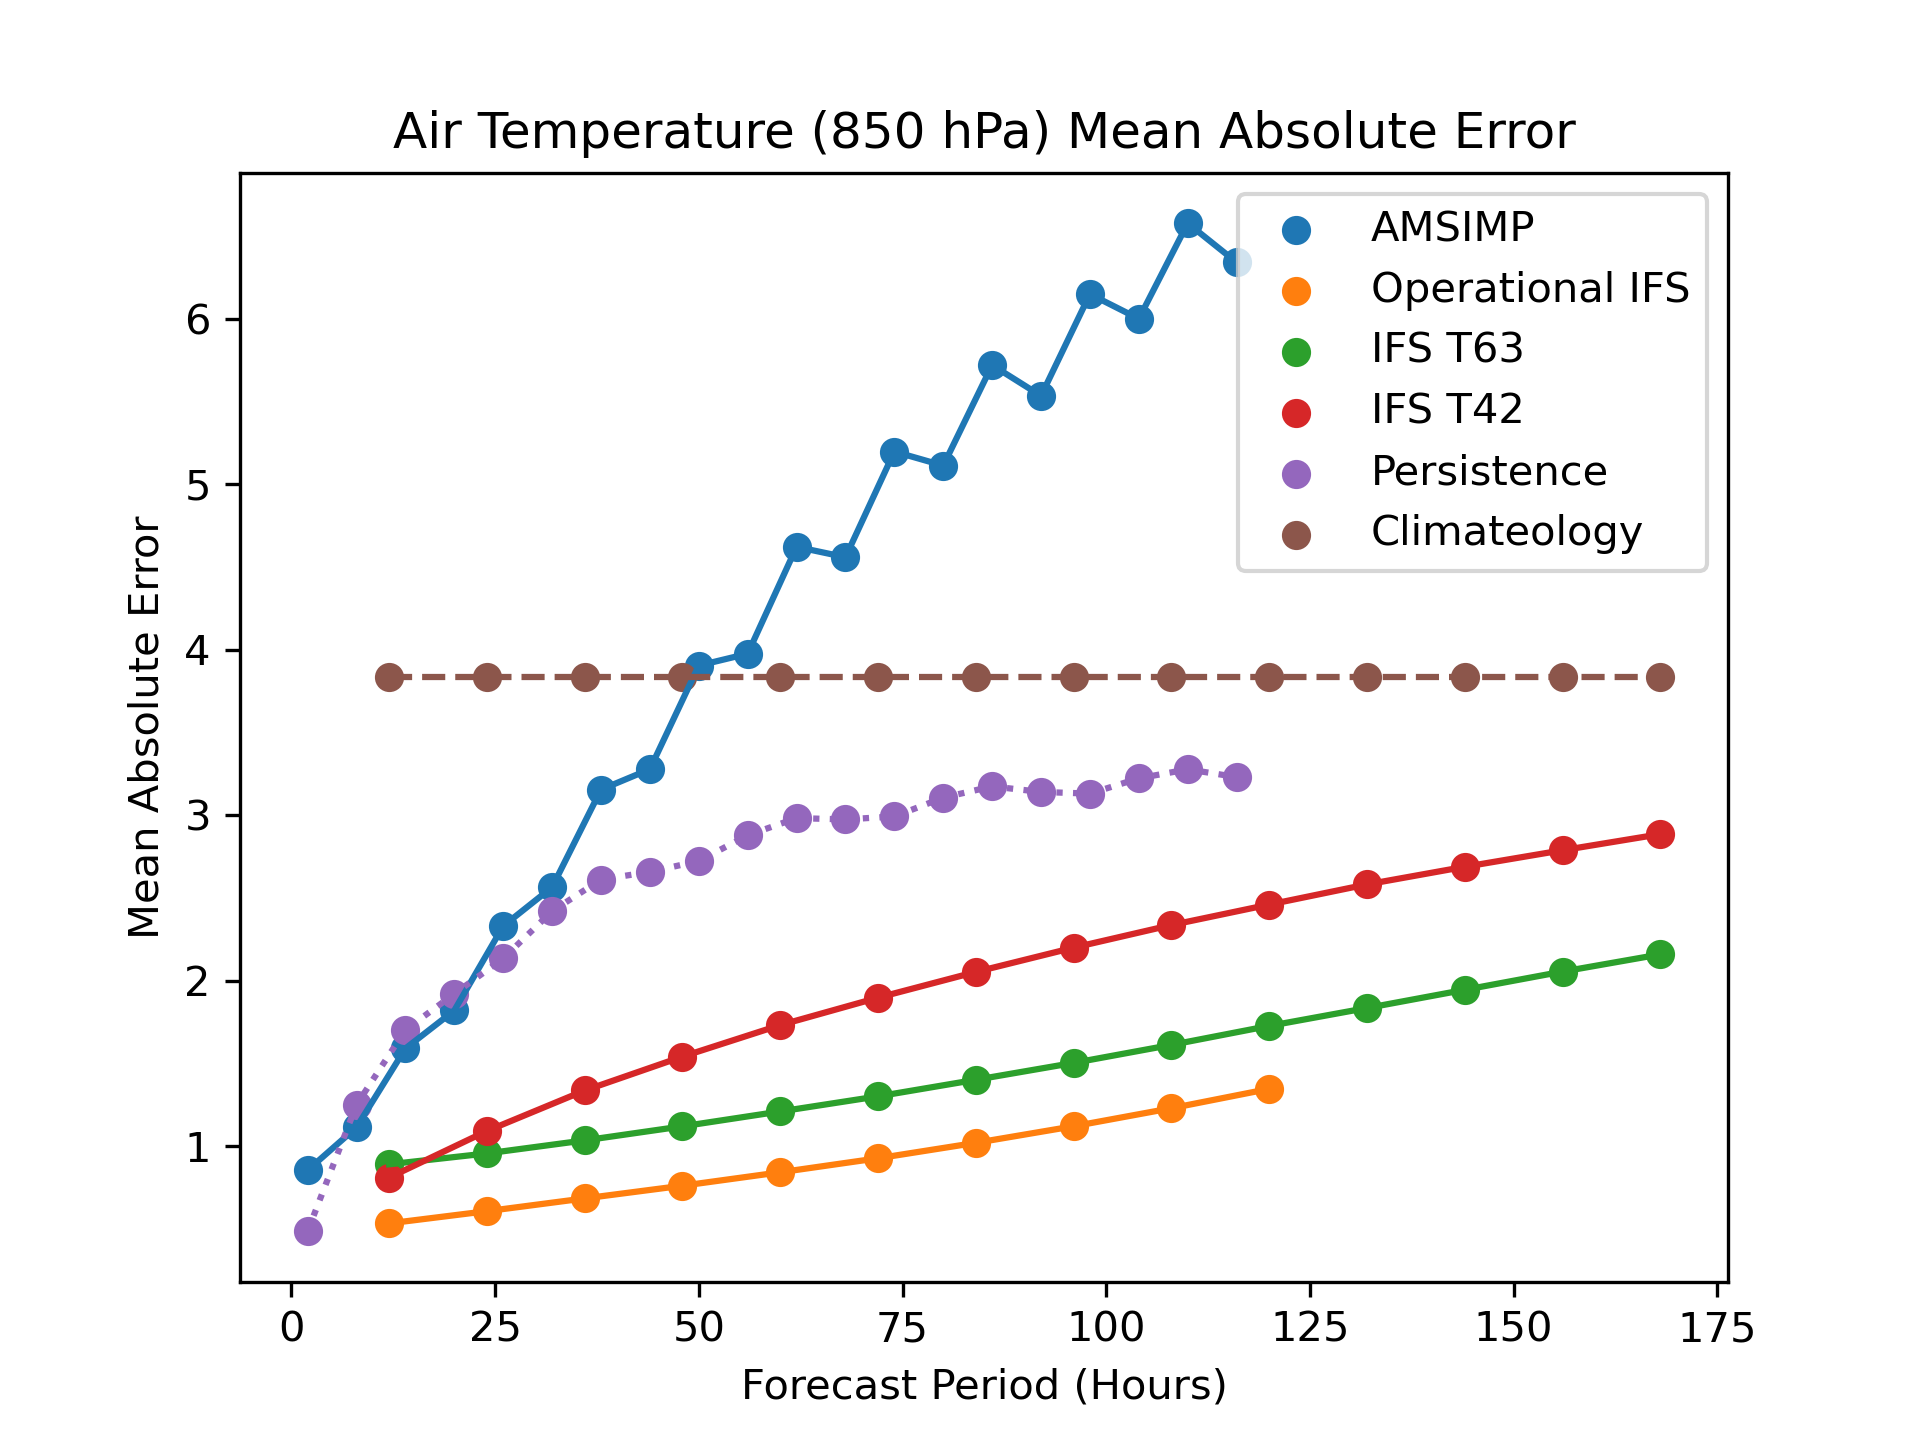 Air Temperature (850 hPa) Mean Absolute Error
AMSIMP
Operational IFS
IFS T63
IFS T42
Persistence
Climateology
Mean Absolute Error
6
5
4
3
2
1
0 25 50 75 100 125 150 175
Forecast Period (Hours)